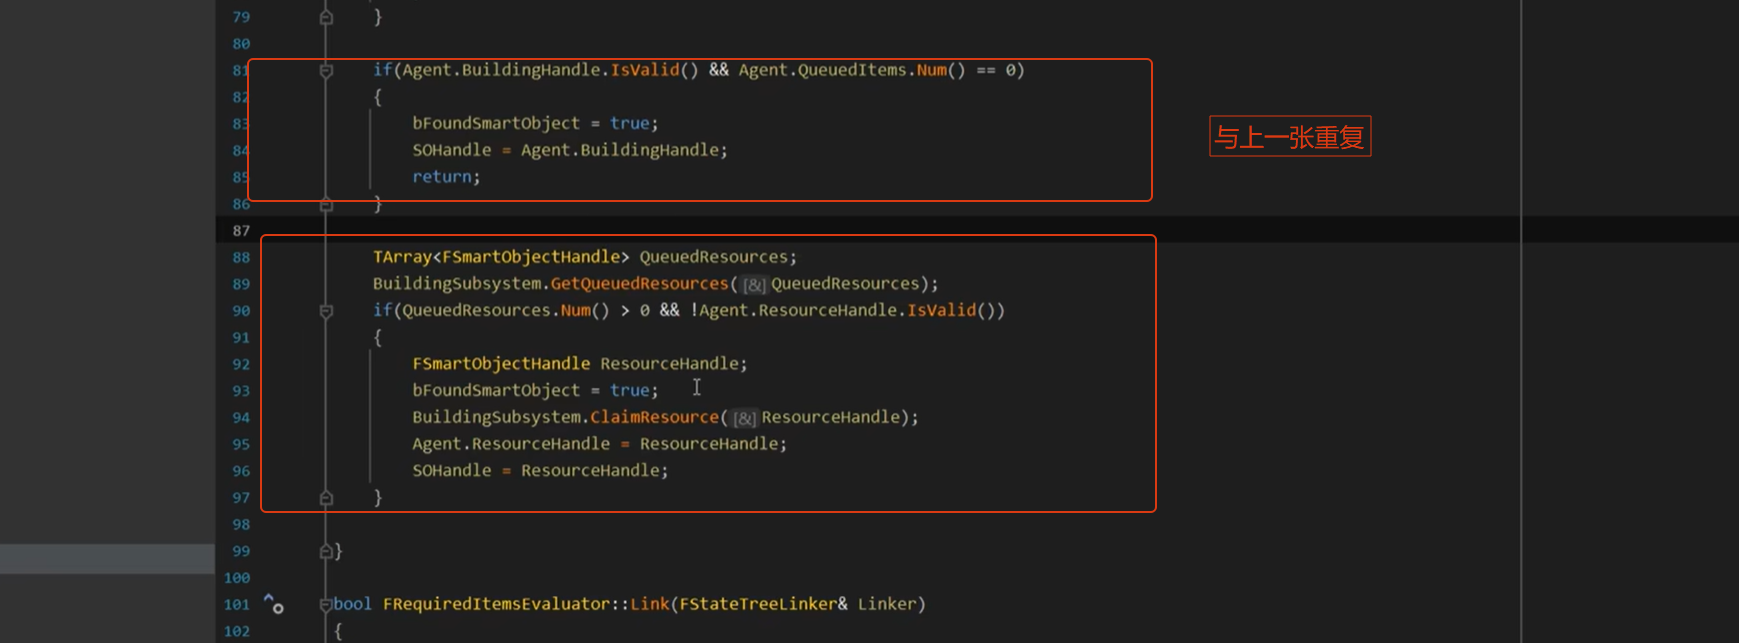 79 }
80
81 if(Agent.BuildingHandle.IsValid() && Agent.QueuedItems.Num() == 0)
82 {
83 bFoundSmartObject = true;
与上一张重复
84 SOHandle = Agent.BuildingHandle;
85 return;
86 }
87
88 TArray<FSmartObjectHandle> QueuedResources;
89 BuildingSubsystem.GetQueuedResources([&]QueuedResources);
90 if(QueuedResources.Num() > 0 && !Agent.ResourceHandle.IsValid())
91 {
92 FSmartObjectHandle ResourceHandle;
93 bFoundSmartObject = true;
94 BuildingSubsystem.ClaimResource([&]ResourceHandle);
95 Agent.ResourceHandle = ResourceHandle;
96 SOHandle = ResourceHandle;
97 }
98
99 }
100
101 bool FRequiredItemsEvaluator::Link(FStateTreeLinker& Linker)
102 {